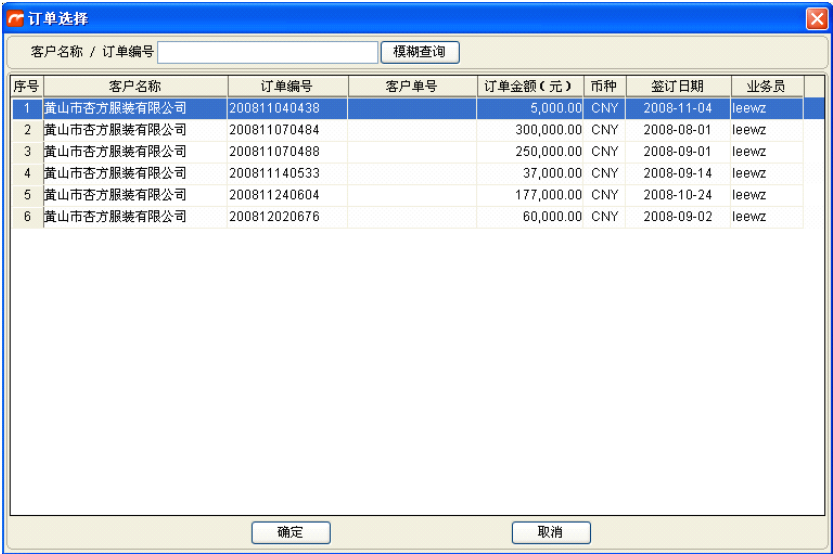 订单选择
客户名称 / 订单编号 模糊查询
序号 客户名称 订单编号 客户单号 订单金额(元) 币种 签订日期 业务员
1 黄山市杏方服装有限公司 200811040438 5,000.00 CNY 2008-11-04 leewz
2 黄山市杏方服装有限公司 200811070484 300,000.00 CNY 2008-08-01 leewz
3 黄山市杏方服装有限公司 200811070488 250,000.00 CNY 2008-09-01 leewz
4 黄山市杏方服装有限公司 200811140533 37,000.00 CNY 2008-09-14 leewz
5 黄山市杏方服装有限公司 200811240604 177,000.00 CNY 2008-10-24 leewz
6 黄山市杏方服装有限公司 200812020676 60,000.00 CNY 2008-09-02 leewz
确定 取消